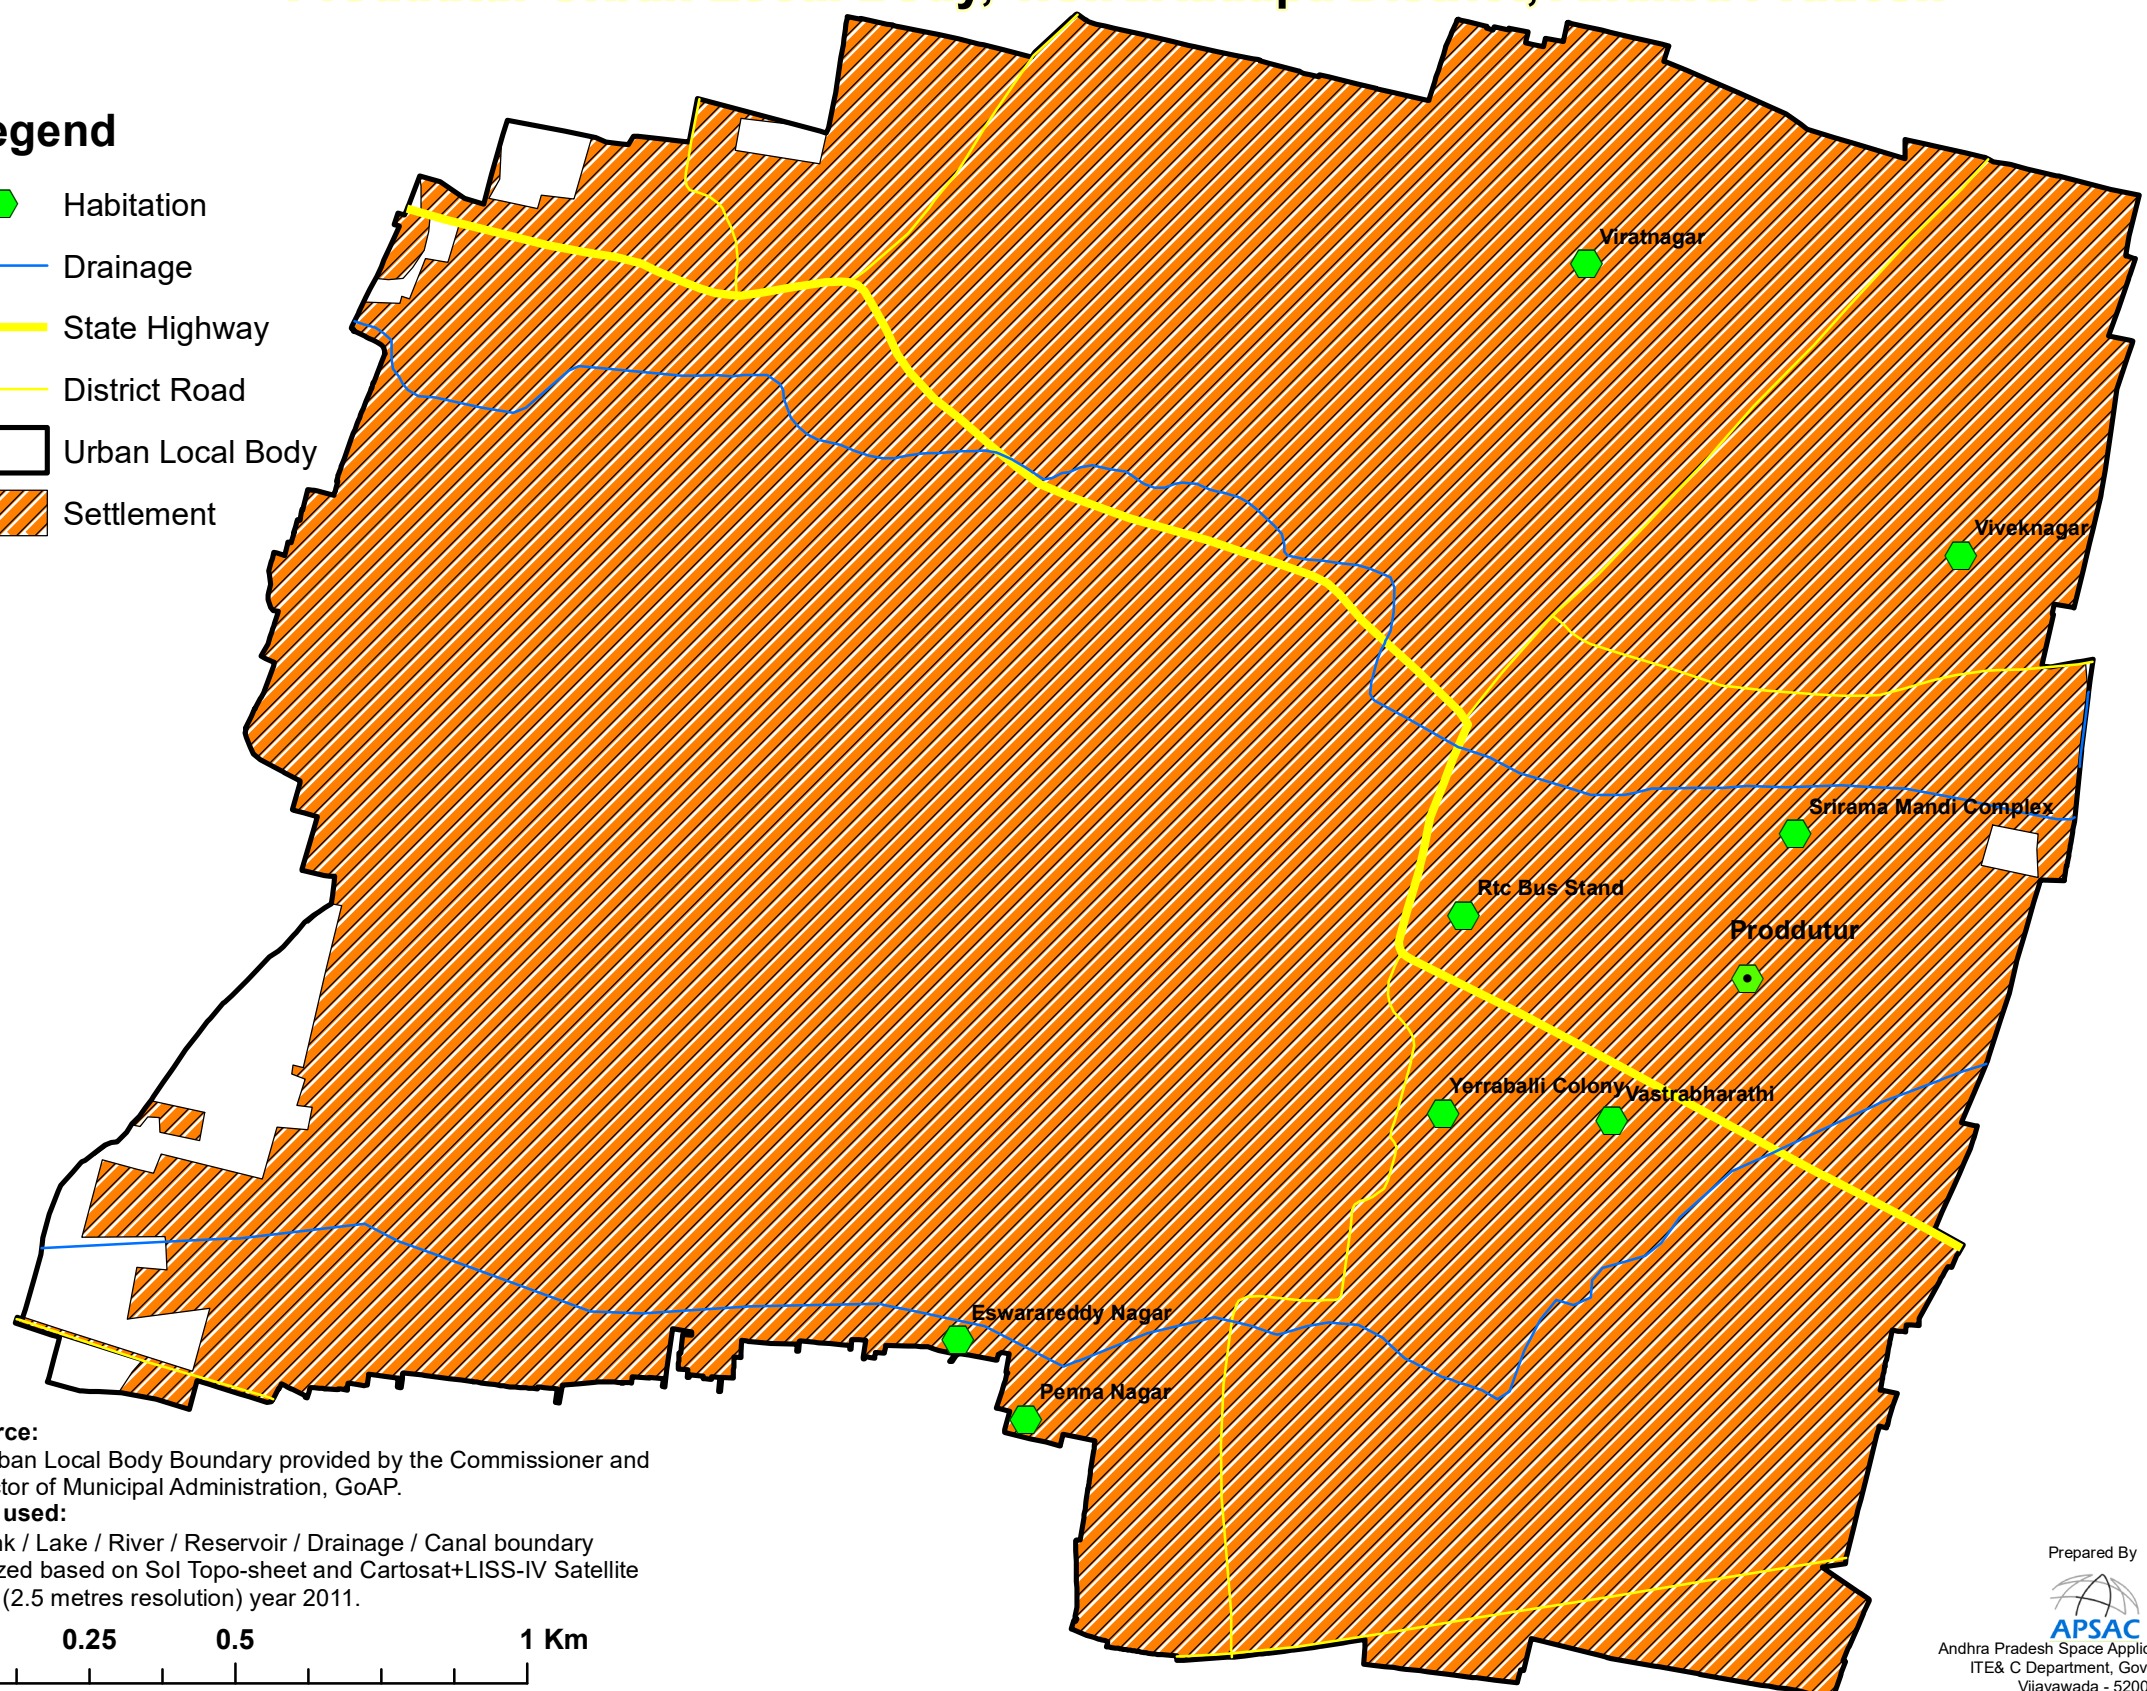 egend
Habitation
Drainage
State Highway
District Road
Urban Local Body
Settlement
Viratnagar
Viveknagar
Srirama Mandi Complex
Rtc Bus Stand
Proddutur
Yerraballi Colony
Vastrabharathi
Eswarareddy Nagar
Penna Nagar
rce:
ban Local Body Boundary provided by the Commissioner and
tor of Municipal Administration, GoAP.
used:
nk / Lake / River / Reservoir / Drainage / Canal boundary
zed based on SoI Topo-sheet and Cartosat+LISS-IV Satellite
(2.5 metres resolution) year 2011.
0.25 0.5 1 Km
Prepared By
APSAC
Andhra Pradesh Space Applic
ITE& C Department, Gov
Vijayawada - 5200